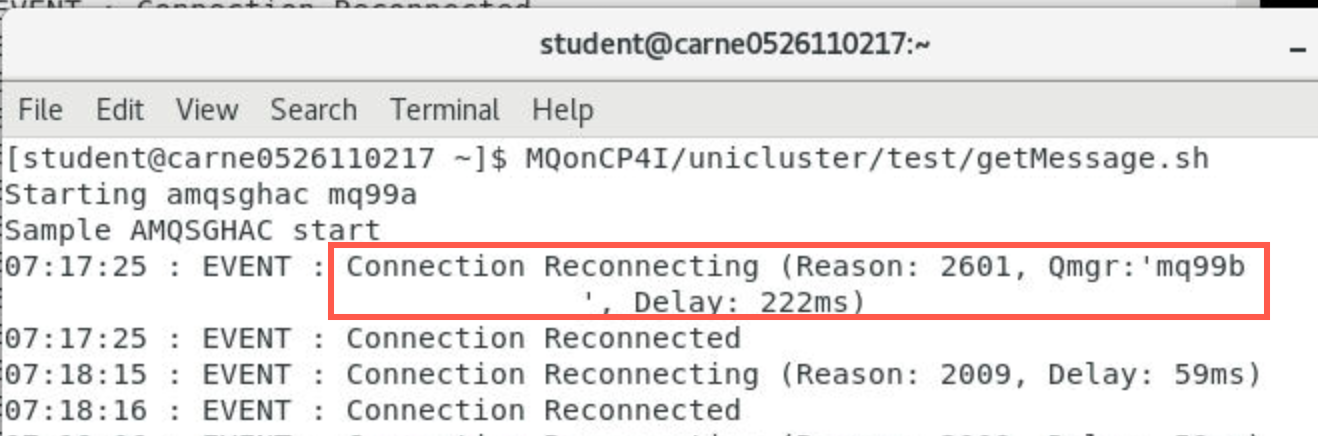 EVENT : Connection Reconnected
student@carne0526110217:~
File Edit View Search Terminal Help
[student@carne0526110217 ~]$ MQonCP4I/unicluster/test/getMessage.sh
Starting amqsghac mq99a
Sample AMQSGHAC start
07:17:25 : EVENT : Connection Reconnecting (Reason: 2601, Qmgr:'mq99b
', Delay: 222ms)
07:17:25 : EVENT : Connection Reconnected
07:18:15 : EVENT : Connection Reconnecting (Reason: 2009, Delay: 59ms)
07:18:16 : EVENT : Connection Reconnected